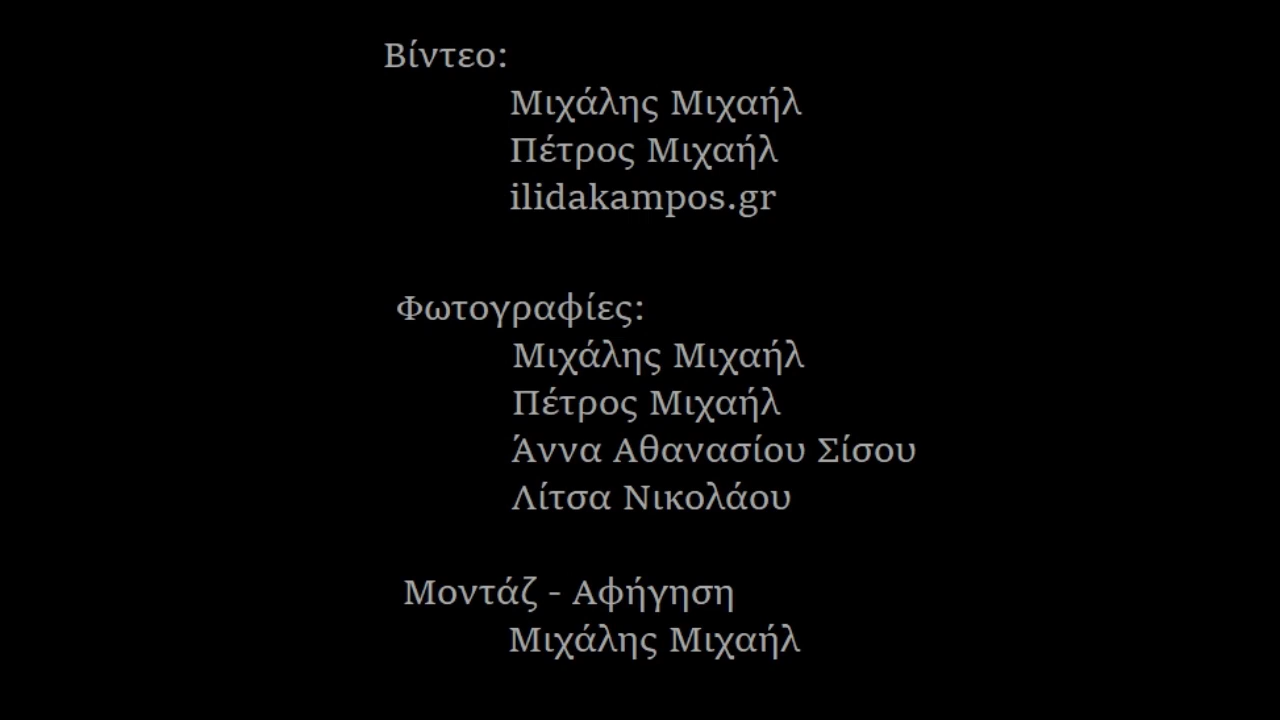 Βίντεο:
Μιχάλης Μιχαήλ
Πέτρος Μιχαήλ
ilidakampos.gr
Φωτογραφίες:
Μιχάλης Μιχαήλ
Πέτρος Μιχαήλ
Άννα Αθανασίου Σίσου
Λίτσα Νικολάου
Μοντάζ - Αφήγηση
Μιχάλης Μιχαήλ